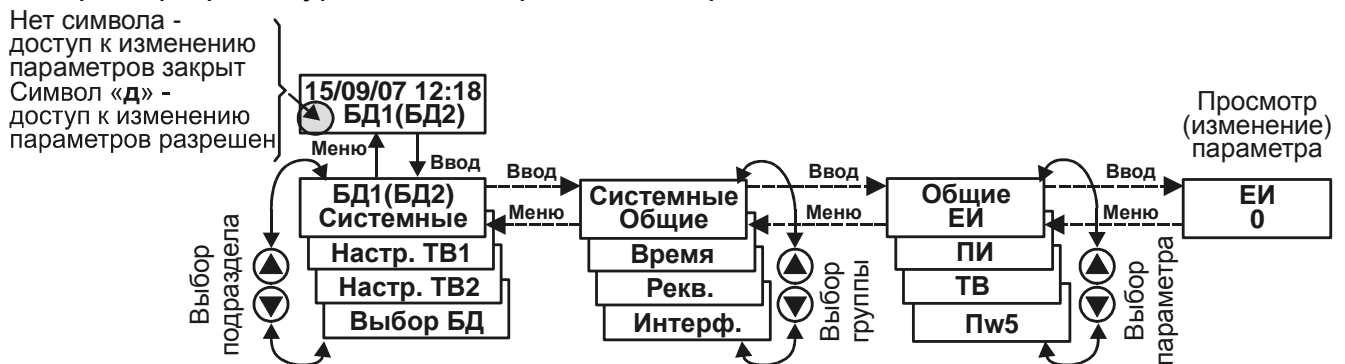 Нет символа -
доступ к изменению
параметров закрыт
Символ «д» -
доступ к изменению
параметров разрешен
15/09/07 12:18
БД1(БД2)
Меню
Ввод
Выбор
подраздела
БД1(БД2)
Системные
Настр. ТВ1
Настр. ТВ2
Выбор БД
Ввод
Меню
Системные
Общие
Время
Рекв.
Интерф.
Выбор
группы
Ввод
Меню
Общие
ЕИ
ПИ
ТВ
Пw5
Выбор
параметра
Ввод
Меню
Просмотр
(изменение)
параметра
ЕИ
0